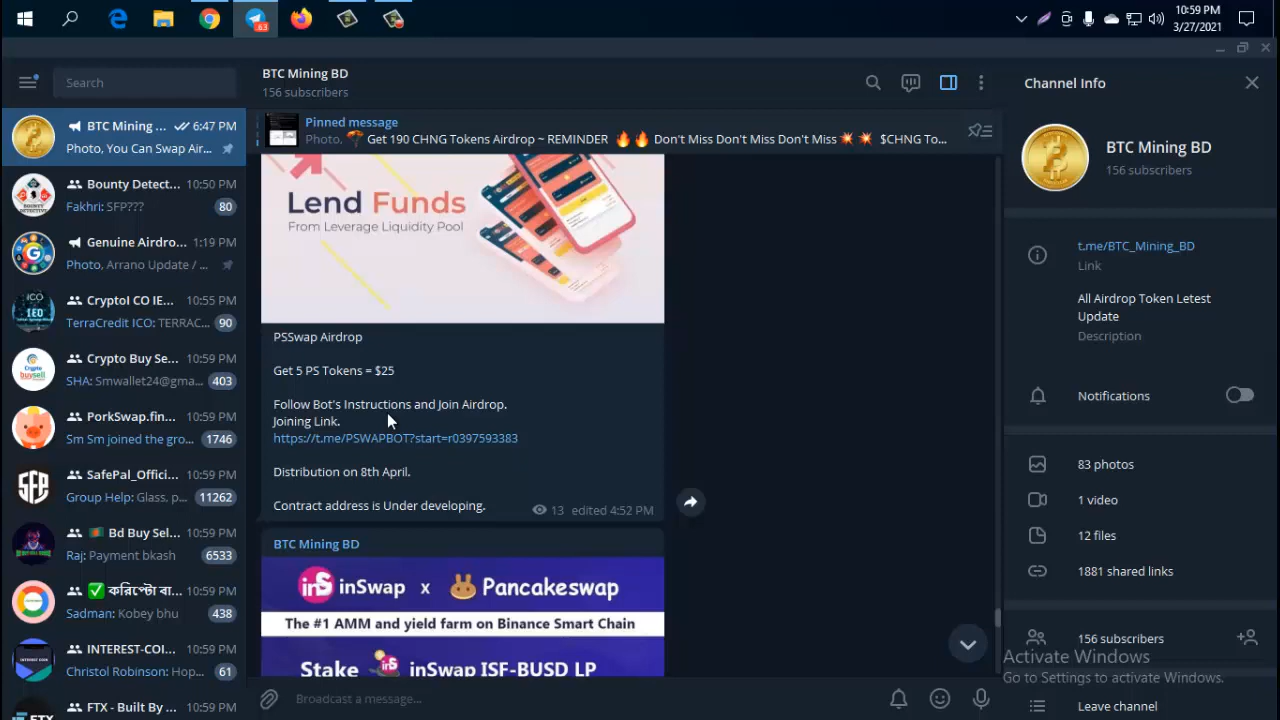 10:59 PM
3/27/2021
63
Search
BTC Mining BD
156 subscribers
Channel Info
Pinned message
Photo, Get 190 CHNG Tokens Airdrop ~ REMINDER Don't Miss Don't Miss Don't Miss $CHNG To...
BTC Mining ... 6:47 PM
Photo, You Can Swap Air...
Bounty Detect... 10:50 PM
Fakhri: SFP??? 80
Genuine Airdro... 1:19 PM
Photo, Arrano Update / ...
CryptoI CO IE... 10:55 PM
TerraCredit ICO: TERRAC... 90
Crypto Buy Se... 10:59 PM
SHA: Smwallet24@gma... 403
PorkSwap.fin... 10:59 PM
Sm Sm joined the gro... 1746
SafePal_Offici... 10:59 PM
Group Help: Glass, p... 11262
Bd Buy Sel... 10:59 PM
Raj: Payment bkash 6533
করিপ্টো বা... 10:59 PM
Sadman: Kobey bhu 438
INTEREST-COI... 10:59 PM
Christol Robinson: Hop... 61
FTX - Built By ... 10:59 PM
ICO
IEO
Crypto
buysell
SFP
FTX
Lend Funds
From Leverage Liquidity Pool
PSSwap Airdrop
Get 5 PS Tokens = $25
Follow Bot's Instructions and Join Airdrop.
Joining Link.
https://t.me/PSWAPBOT?start=r0397593383
Distribution on 8th April.
Contract address is Under developing.
13 edited 4:52 PM
BTC Mining BD
inS inSwap x Pancakeswap
The #1 AMM and yield farm on Binance Smart Chain
Stake inS inSwap ISF-BUSD LP
Broadcast a message...
BTC Mining BD
156 subscribers
t.me/BTC_Mining_BD
Link
All Airdrop Token Letest
Update
Description
Notifications
83 photos
1 video
12 files
1881 shared links
156 subscribers
Activate Windows
Go to Settings to activate Windows.
Leave channel